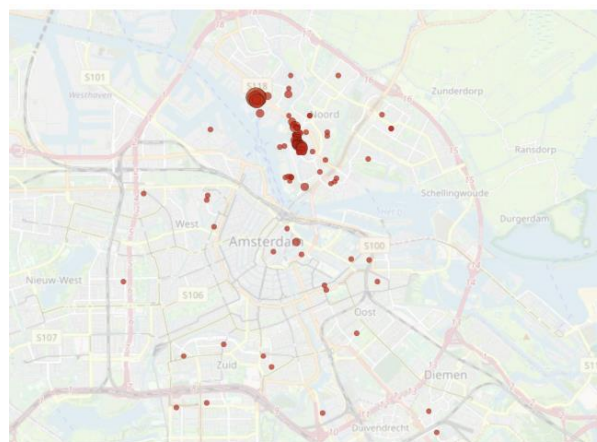 S101
Westhoven
S118
Noord
Zunderdorp
Ransdorp
Schellingwoude
Durgerdam
West
Amsterdam
S100
Nieuw-West
S106
Oost
S107
Zuid
Diemen
Duivendrecht